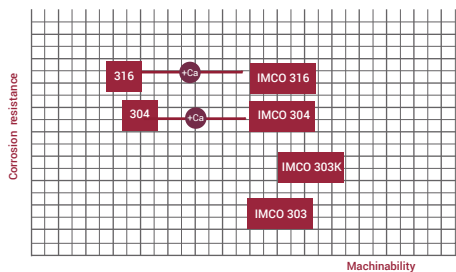 Corrosion resistance
316
+Ca
IMCO 316
304
+Ca
IMCO 304
IMCO 303K
IMCO 303
Machinability